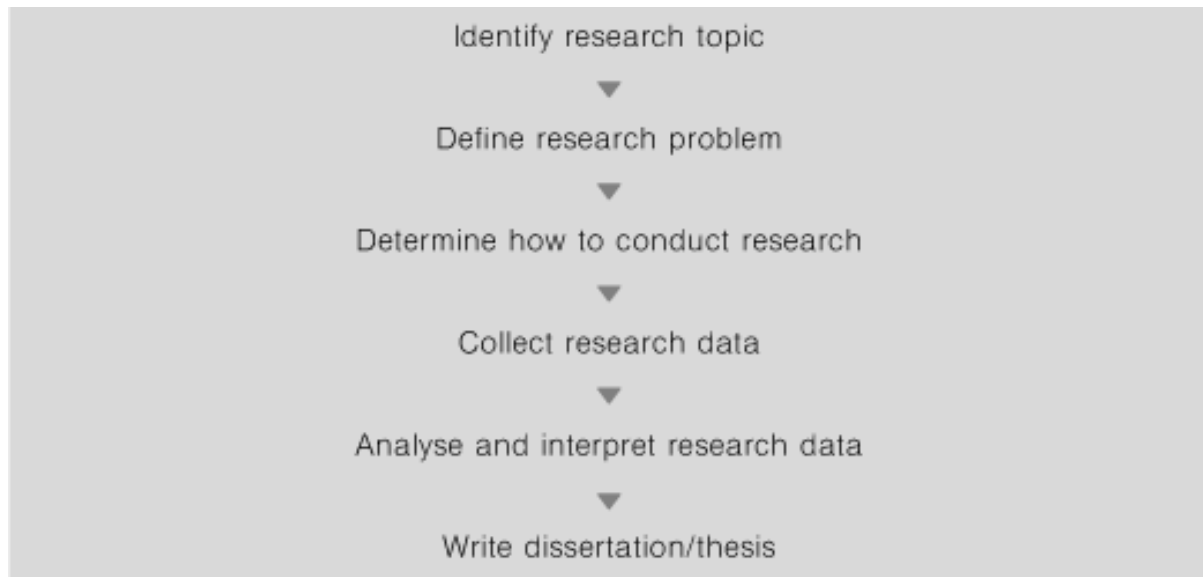 Identify research topic
Define research problem
Determine how to conduct research
Collect research data
Analyse and interpret research data
Write dissertation/thesis